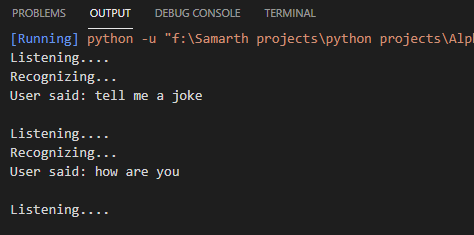 PROBLEMS OUTPUT DEBUG CONSOLE TERMINAL
[Running] python -u "f:\Samarth projects\python projects\Alp
Listening....
Recognizing...
User said: tell me a joke
Listening....
Recognizing...
User said: how are you
Listening....